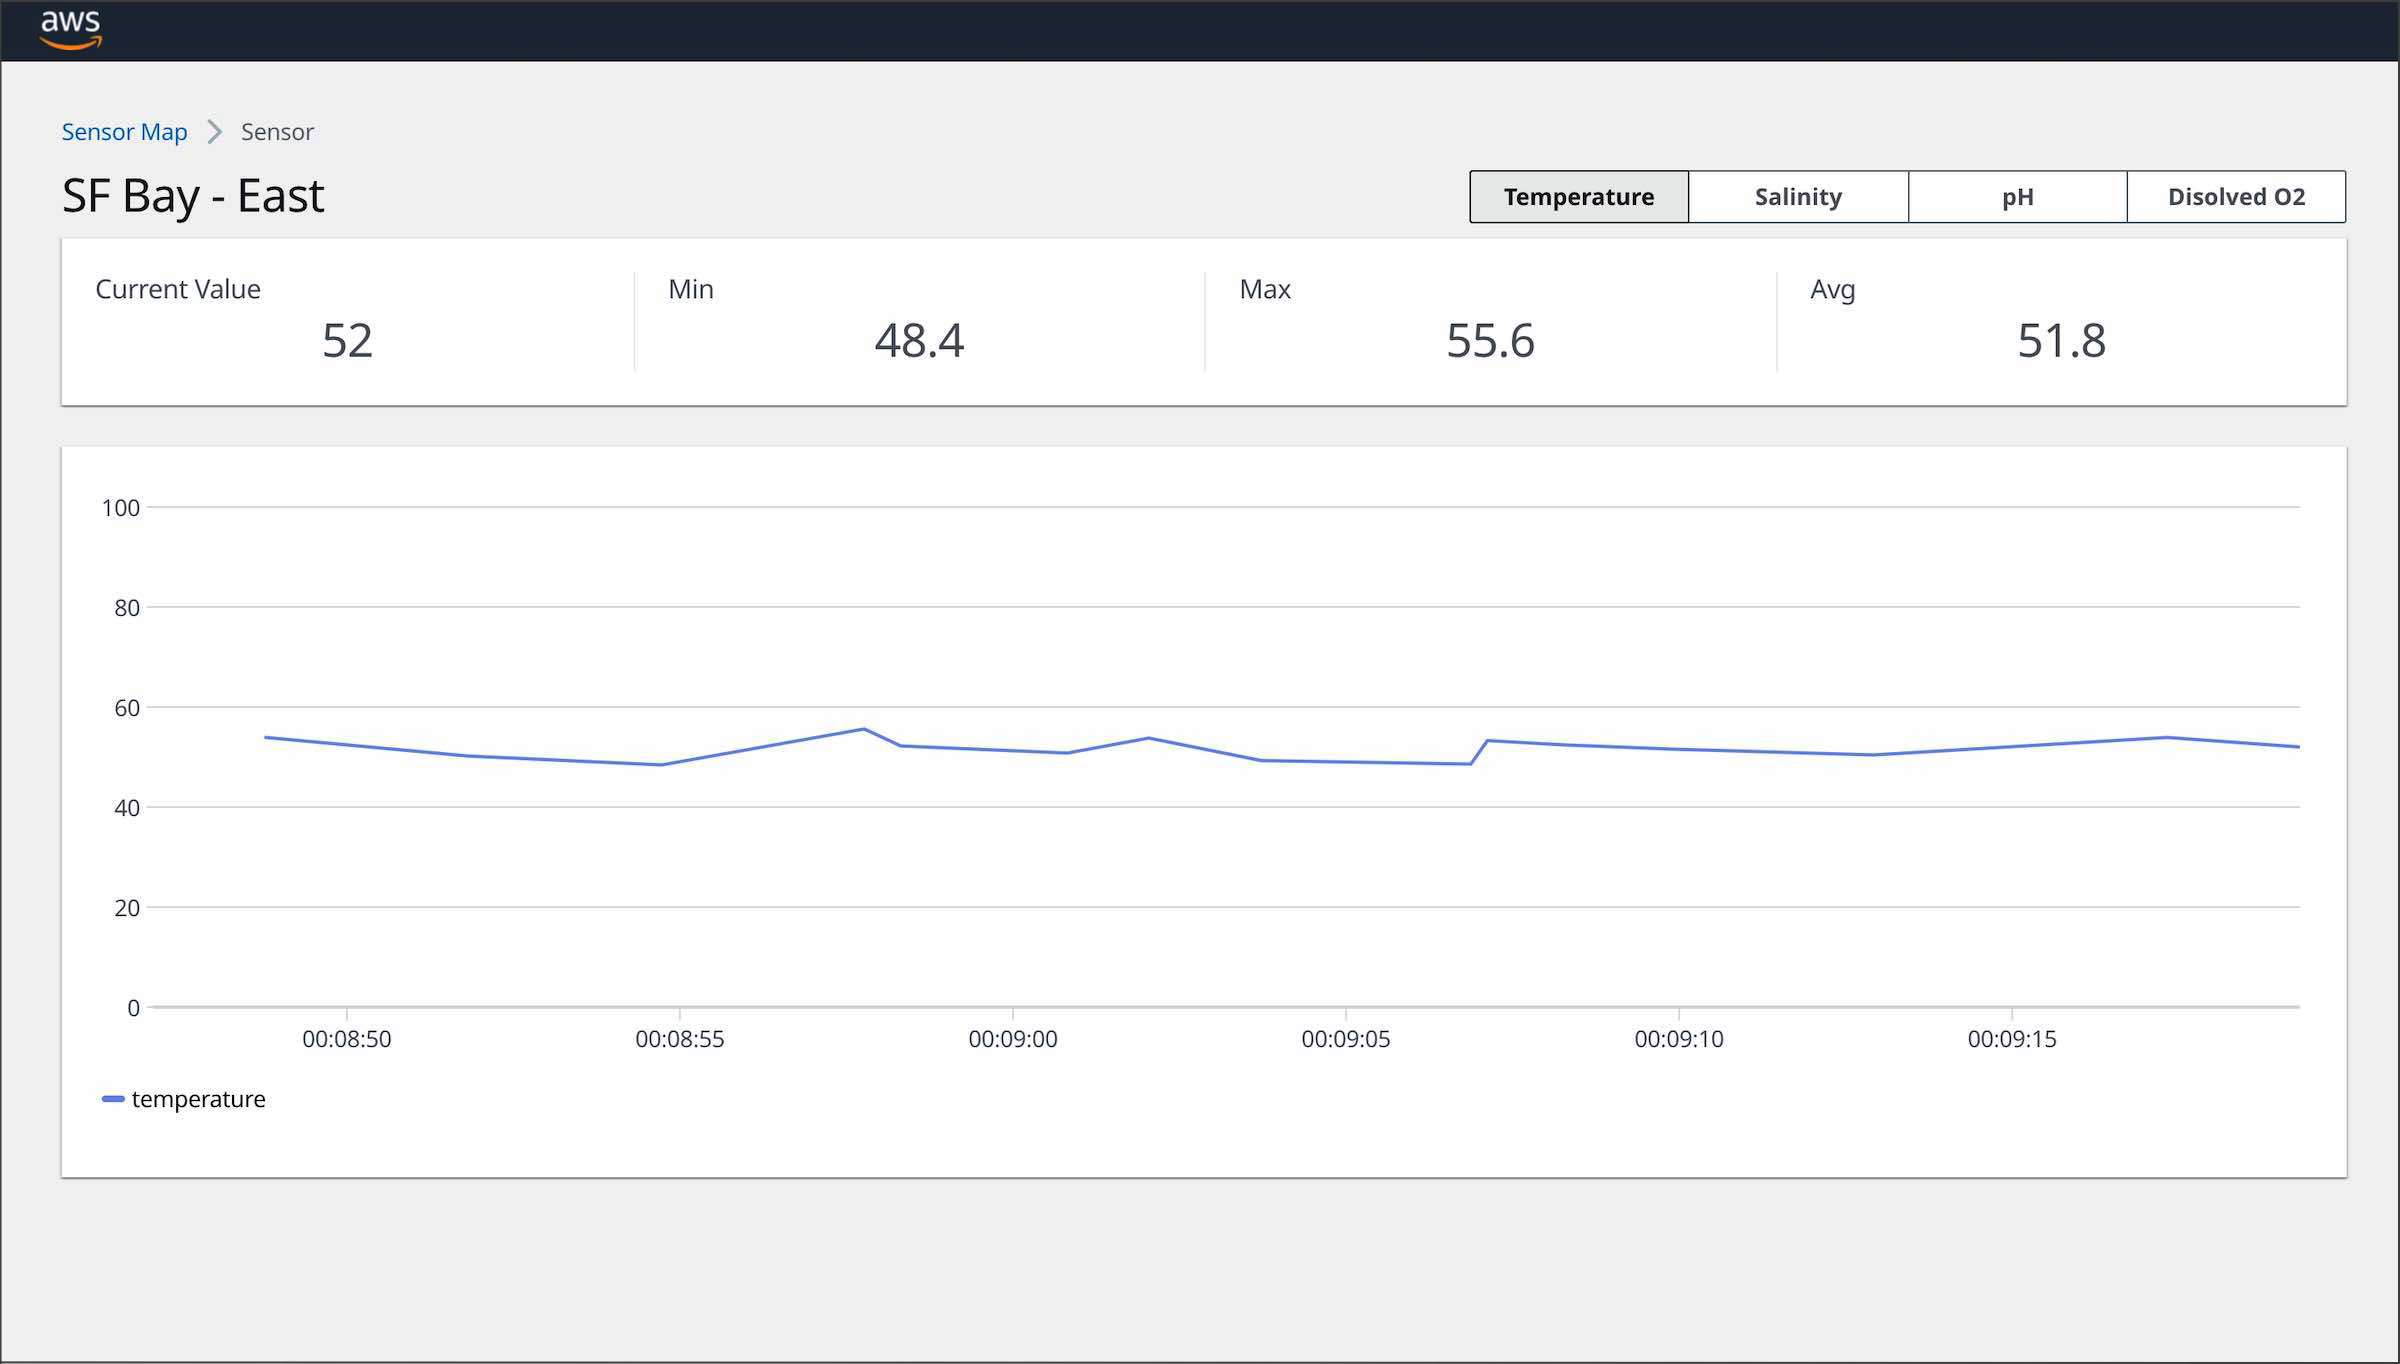 aws
Sensor Map Sensor
SF Bay - East
Temperature Salinity pH Disolved O2
Current Value Min Max Avg
52 48.4 55.6 51.8
100
80
60
40
20
0
00:08:50 00:08:55 00:09:00 00:09:05 00:09:10 00:09:15
temperature